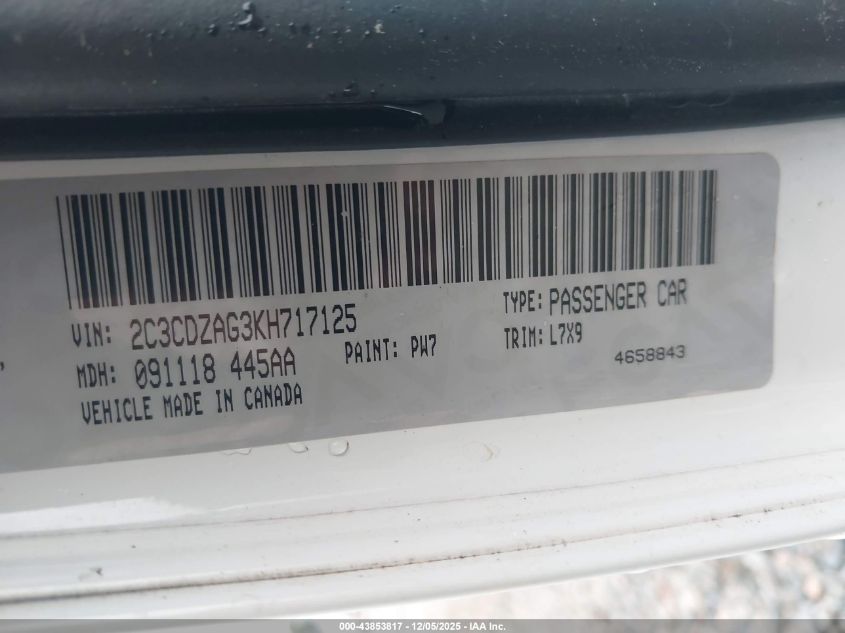 VIN: 2C3CDZAG3KH717125
TYPE: PASSENGER CAR
MDH: 091118 445AA
PAINT: PW7
TRIM: L7X9
VEHICLE MADE IN CANADA
4658843
000-43853817 - 12/05/2025 - IAA Inc.